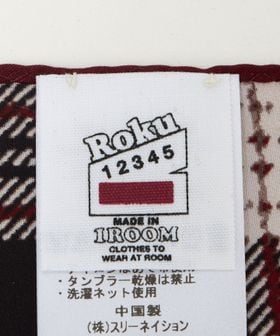 Roku
12345
MADE IN
IROOM
CLOTHES TO
WEAR AT ROOM
・タンブラー乾燥は禁止
・洗濯ネット使用
中国製
(株)スリーネイション